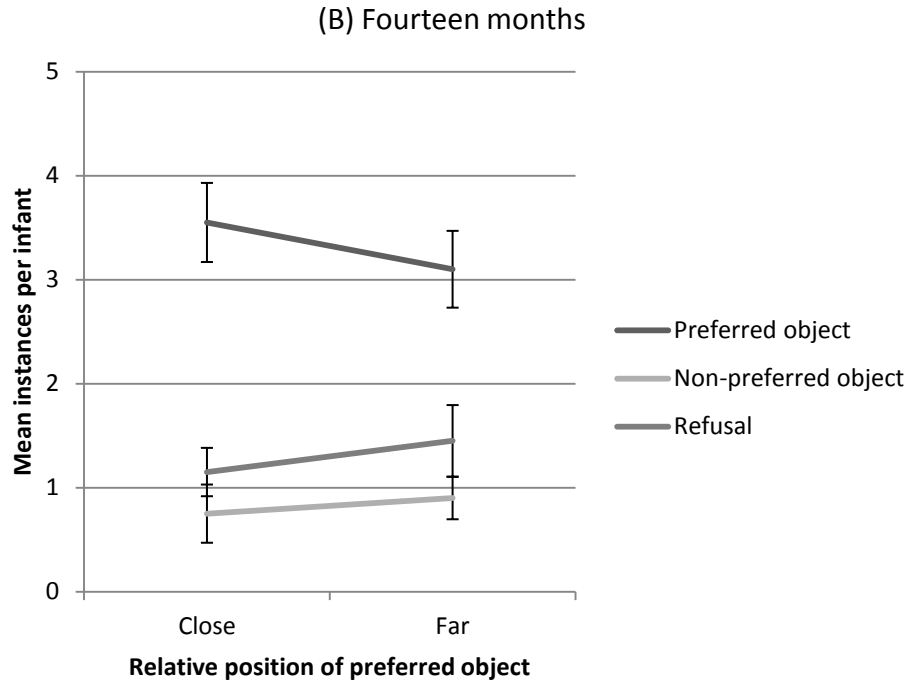 (B) Fourteen months
5
4
3
2
1
0
Mean instances per infant
Close
Far
Relative position of preferred object
Preferred object
Non-preferred object
Refusal